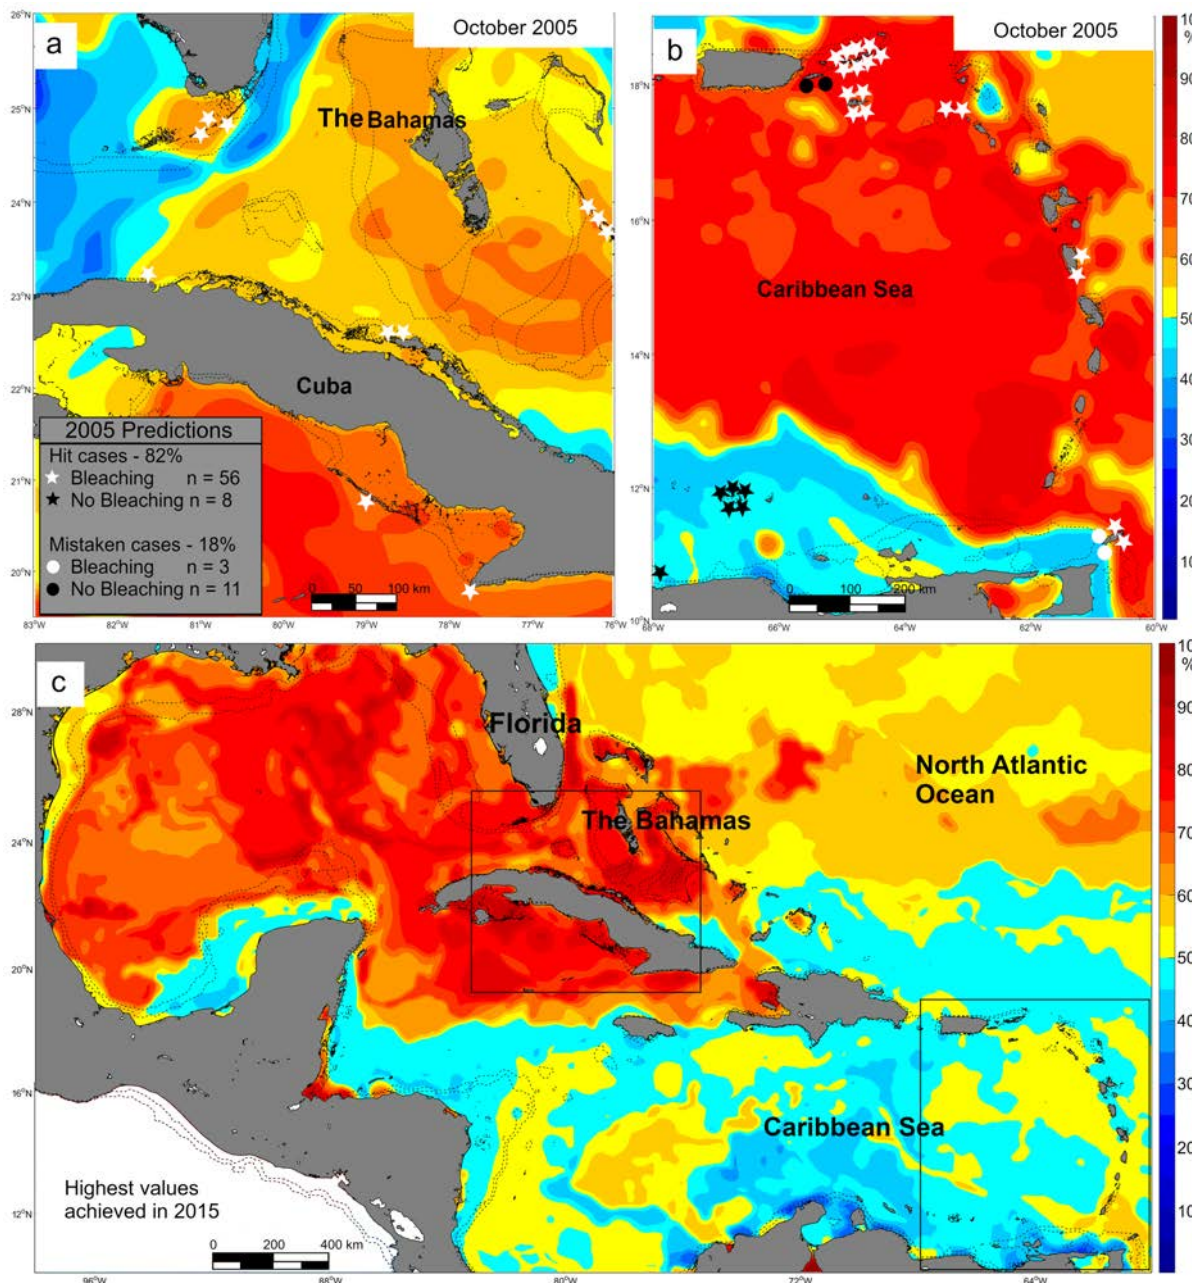 a
October 2005
26°N
25°N
24°N
23°N
22°N
21°N
20°N
The Bahamas
Cuba
2005 Predictions
Hit cases - 82%
Bleaching n = 56
No Bleaching n = 8
Mistaken cases - 18%
Bleaching n = 3
No Bleaching n = 11
0 50 100 km
83°W 82°W 81°W 80°W 79°W 78°W 77°W 76°W
b
October 2005
18°N
16°N
14°N
12°N
10°N
Caribbean Sea
0 100 200 km
68°W 66°W 64°W 62°W 60°W
%
90
80
70
60
50
40
30
20
10
c
28°N
24°N
20°N
16°N
12°N
Florida
The Bahamas
North Atlantic
Ocean
Caribbean Sea
Highest values
achieved in 2015
0 200 400 km
96°W 88°W 80°W 72°W 64°W
%
90
80
70
60
50
40
30
20
10